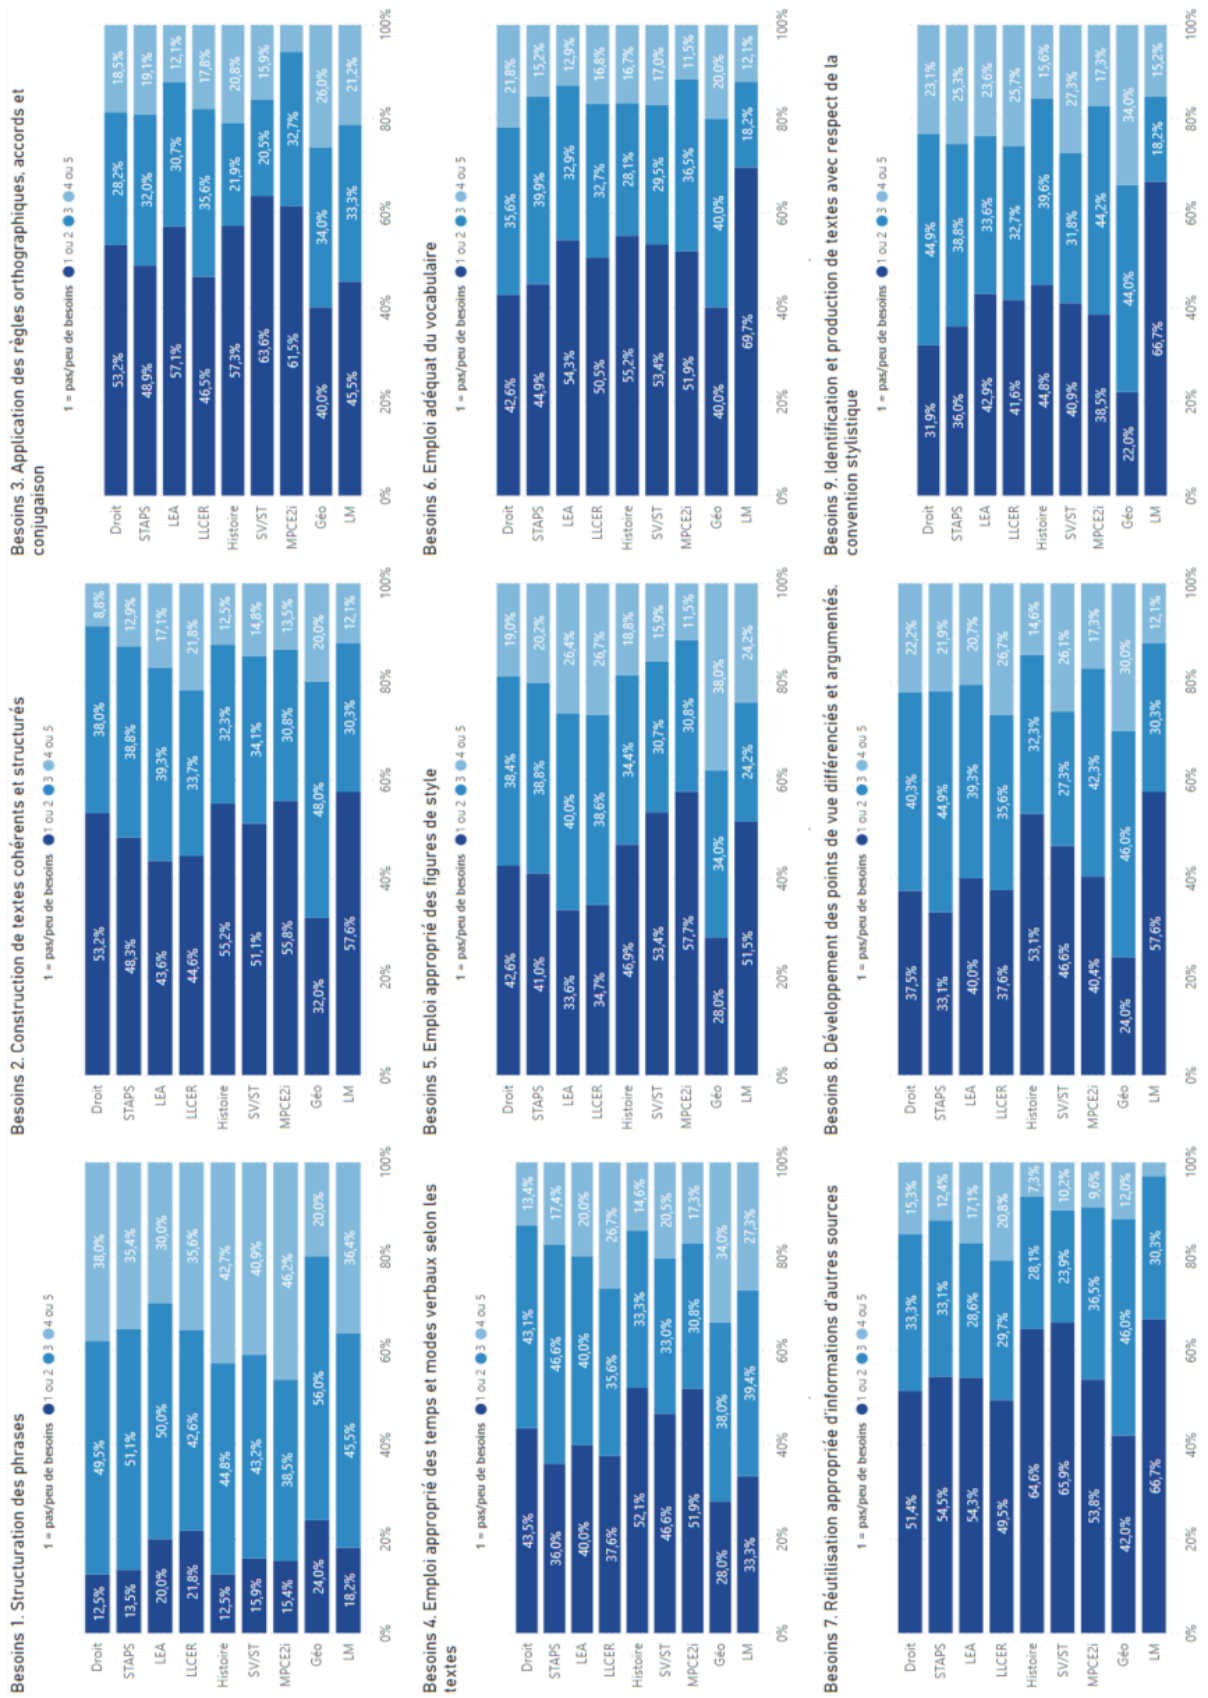 Besoins 1. Structuration des phrases
1 = pas/peu de besoins 1 ou 2 3 4 ou 5
Droit 12,5% 49,5% 38,0%
STAPS 13,5% 51,1% 35,4%
LEA 20,0% 50,0% 30,0%
LLCER 21,8% 42,6% 35,6%
Histoire 12,5% 44,8% 42,7%
SV/ST 15,9% 43,2% 40,9%
MPCE2i 15,4% 38,5% 46,2%
Géo 24,0% 56,0% 20,0%
LM 18,2% 45,5% 36,4%
0% 20% 40% 60% 80% 100%
Besoins 2. Construction de textes cohérents et structurés
1 = pas/peu de besoins 1 ou 2 3 4 ou 5
Droit 53,2% 38,0% 8,8%
STAPS 48,3% 38,8% 12,9%
LEA 43,6% 39,3% 17,1%
LLCER 44,6% 33,7% 21,8%
Histoire 55,2% 32,3% 12,5%
SV/ST 51,1% 34,1% 14,8%
MPCE2i 55,8% 30,8% 13,5%
Géo 32,0% 48,0% 20,0%
LM 57,6% 30,3% 12,1%
0% 20% 40% 60% 80% 100%
Besoins 3. Application des règles orthographiques, accords et
conjugaison
1 = pas/peu de besoins 1 ou 2 3 4 ou 5
Droit 53,2% 28,2% 18,5%
STAPS 48,9% 32,0% 19,1%
LEA 57,1% 30,7% 12,1%
LLCER 46,5% 35,6% 17,8%
Histoire 57,3% 21,9% 20,8%
SV/ST 63,6% 20,5% 15,9%
MPCE2i 61,5% 32,7%
Géo 40,0% 34,0% 26,0%
LM 45,5% 33,3% 21,2%
0% 20% 40% 60% 80% 100%
Besoins 4. Emploi approprié des temps et modes verbaux selon les
textes
1 = pas/peu de besoins 1 ou 2 3 4 ou 5
Droit 43,5% 43,1% 13,4%
STAPS 36,0% 46,6% 17,4%
LEA 40,0% 40,0% 20,0%
LLCER 37,6% 35,6% 26,7%
Histoire 52,1% 33,3% 14,6%
SV/ST 46,6% 33,0% 20,5%
MPCE2i 51,9% 30,8% 17,3%
Géo 28,0% 38,0% 34,0%
LM 33,3% 39,4% 27,3%
0% 20% 40% 60% 80% 100%
Besoins 5. Emploi approprié des figures de style
1 = pas/peu de besoins 1 ou 2 3 4 ou 5
Droit 42,6% 38,4% 19,0%
STAPS 41,0% 38,8% 20,2%
LEA 33,6% 40,0% 26,4%
LLCER 34,7% 38,6% 26,7%
Histoire 46,9% 34,4% 18,8%
SV/ST 53,4% 30,7% 15,9%
MPCE2i 57,7% 30,8% 11,5%
Géo 28,0% 34,0% 38,0%
LM 51,5% 24,2% 24,2%
0% 20% 40% 60% 80% 100%
Besoins 6. Emploi adéquat du vocabulaire
1 = pas/peu de besoins 1 ou 2 3 4 ou 5
Droit 42,6% 35,6% 21,8%
STAPS 44,9% 39,9% 15,2%
LEA 54,3% 32,9% 12,9%
LLCER 50,5% 32,7% 16,8%
Histoire 55,2% 28,1% 16,7%
SV/ST 53,4% 29,5% 17,0%
MPCE2i 51,9% 36,5% 11,5%
Géo 40,0% 40,0% 20,0%
LM 69,7% 18,2% 12,1%
0% 20% 40% 60% 80% 100%
Besoins 7. Réutilisation appropriée d'informations d'autres sources
1 = pas/peu de besoins 1 ou 2 3 4 ou 5
Droit 51,4% 33,3% 15,3%
STAPS 54,5% 33,1% 12,4%
LEA 54,3% 28,6% 17,1%
LLCER 49,5% 29,7% 20,8%
Histoire 64,6% 28,1% 7,3%
SV/ST 65,9% 23,9% 10,2%
MPCE2i 53,8% 36,5% 9,6%
Géo 42,0% 46,0% 12,0%
LM 66,7% 30,3%
0% 20% 40% 60% 80% 100%
Besoins 8. Développement des points de vue différenciés et argumentés.
1 = pas/peu de besoins 1 ou 2 3 4 ou 5
Droit 37,5% 40,3% 22,2%
STAPS 33,1% 44,9% 21,9%
LEA 40,0% 39,3% 20,7%
LLCER 37,6% 35,6% 26,7%
Histoire 53,1% 32,3% 14,6%
SV/ST 46,6% 27,3% 26,1%
MPCE2i 40,4% 42,3% 17,3%
Géo 24,0% 46,0% 30,0%
LM 57,6% 30,3% 12,1%
0% 20% 40% 60% 80% 100%
Besoins 9. Identification et production de textes avec respect de la
convention stylistique
1 = pas/peu de besoins 1 ou 2 3 4 ou 5
Droit 31,9% 44,9% 23,1%
STAPS 36,0% 38,8% 25,3%
LEA 42,9% 33,6% 23,6%
LLCER 41,6% 32,7% 25,7%
Histoire 44,8% 39,6% 15,6%
SV/ST 40,9% 31,8% 27,3%
MPCE2i 38,5% 44,2% 17,3%
Géo 22,0% 44,0% 34,0%
LM 66,7% 18,2% 15,2%
0% 20% 40% 60% 80% 100%